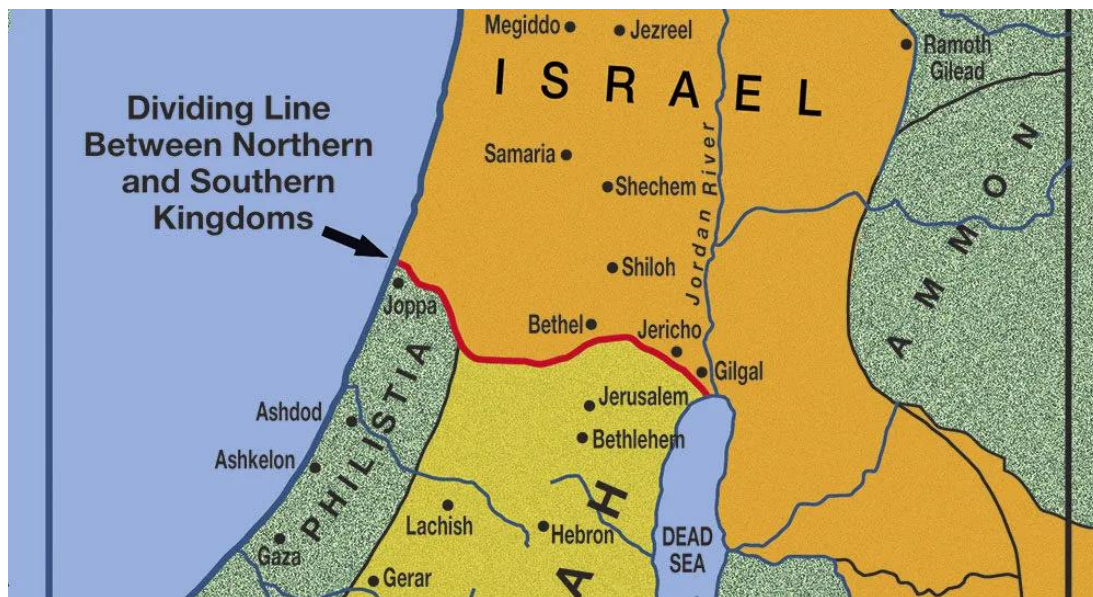 Megiddo
Jezreel
Ramoth
Gilead
ISRAEL
Dividing Line
Between Northern
and Southern
Kingdoms
Samaria
Shechem
Jordan River
AMMON
Shiloh
Joppa
Bethel
Jericho
Gilgal
PHILISTIA
Jerusalem
Ashdod
Bethlehem
Ashkelon
Lachish
Hebron
AH
DEAD
SEA
Gaza
Gerar